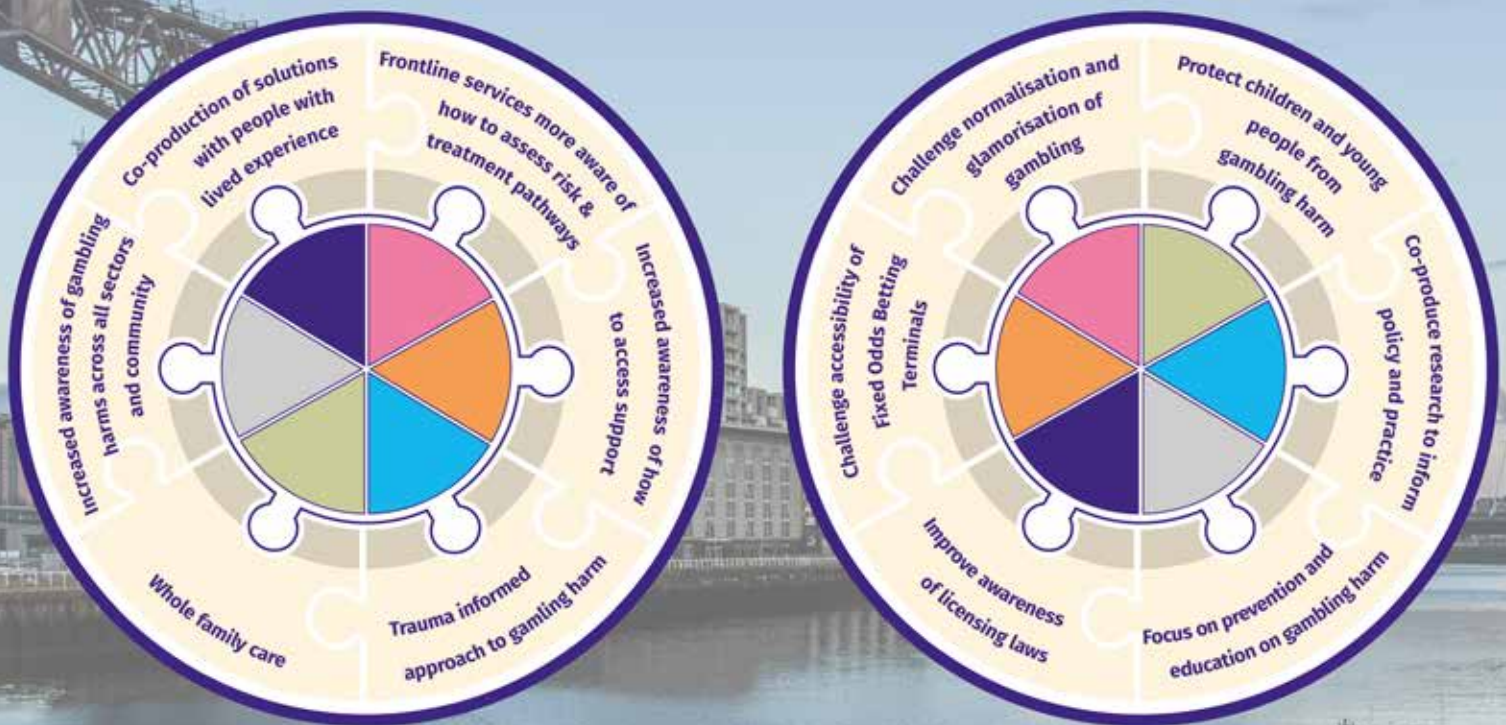 Co-production of solutions
with people with
lived experience
Frontline services more aware of
how to assess risk &
treatment pathways
Increased awareness of how
to access support
Trauma informed
approach to gamling harm
Whole family care
Increased awareness of gambling
harms across all sectors
and community
Challenge normalisation and
glamorisation of
gambling
Protect children and young
people from
gambling harm
Co-produce research to inform
policy and practice
Focus on prevention and
education on gambling harm
Improve awareness
of licensing laws
Challenge accessibility of
Fixed Odds Betting
Terminals